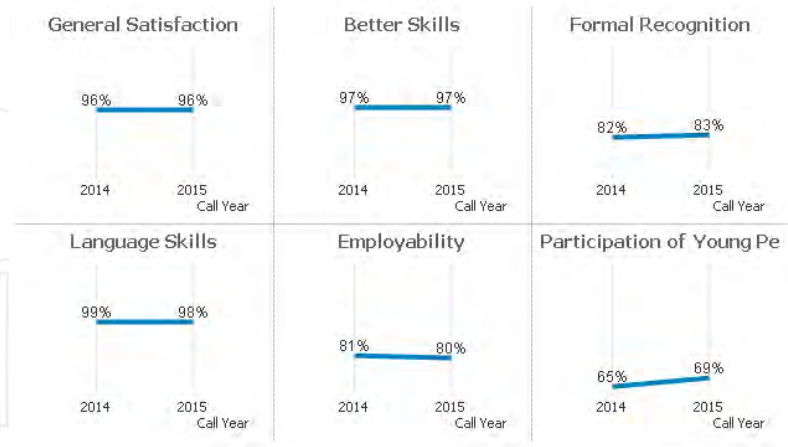 General Satisfaction
96% 96%
2014 2015
Call Year
Better Skills
97% 97%
2014 2015
Call Year
Formal Recognition
82% 83%
2014 2015
Call Year
Language Skills
99% 98%
2014 2015
Call Year
Employability
81% 80%
2014 2015
Call Year
Participation of Young Pe
65% 69%
2014 2015
Call Year